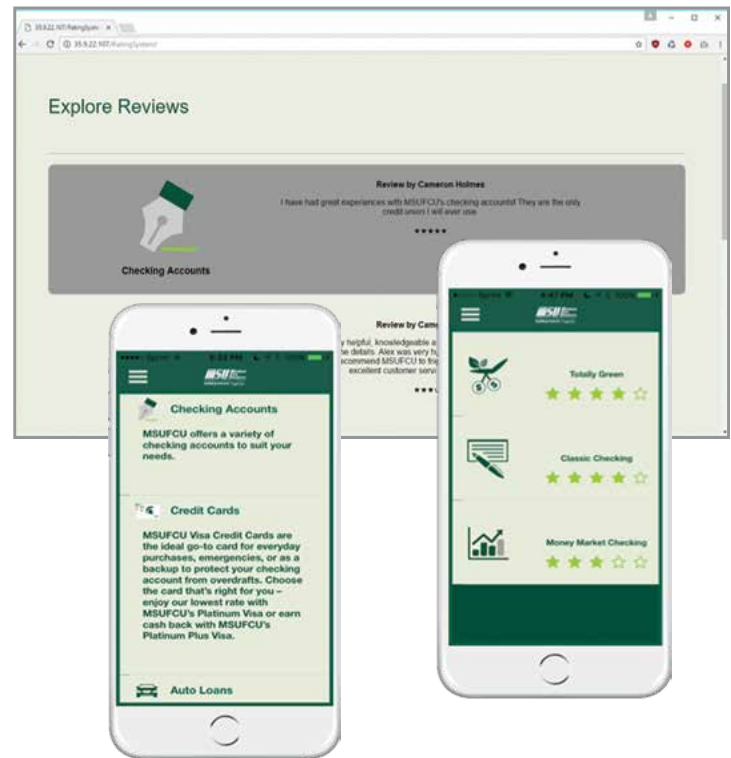 Explore Reviews
Review by Cameron Holmes
I have had great experiences with MSUFCU's checking accounts! They are the only
credit union I will ever use
★★★★★
Checking Accounts
Review by Cam
helpful, knowledgeable a
details. Alex was very h
recommend MSUFCU to
excellent customer serv
MSU
Checking Accounts
MSUFCU offers a variety of
checking accounts to suit your
needs.
Credit Cards
MSUFCU Visa Credit Cards are
the ideal go-to card for everyday
purchases, emergencies, or as a
backup to protect your checking
account from overdrafts. Choose
the card that's right for you –
enjoy our lowest rate with
MSUFCU's Platinum Visa or earn
cash back with MSUFCU's
Platinum Plus Visa.
Auto Loans
MSU
Totally Green
★★★★☆
Classic Checking
★★★★☆
Money Market Checking
★★★☆☆